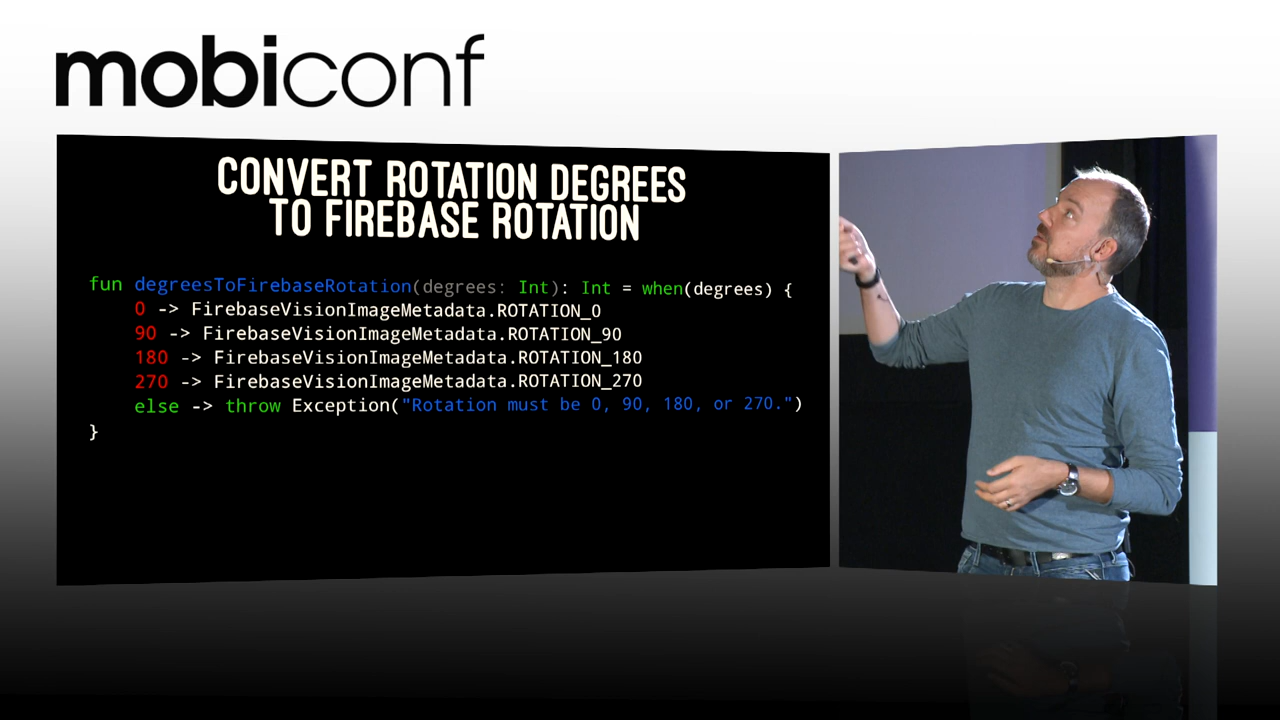 mobiconf
CONVERT ROTATION DEGREES
TO FIREBASE ROTATION
fun degreesToFirebaseRotation(degrees: Int): Int = when(degrees) {
0 -> FirebaseVisionImageMetadata.ROTATION_0
90 -> FirebaseVisionImageMetadata.ROTATION_90
180 -> FirebaseVisionImageMetadata.ROTATION_180
270 -> FirebaseVisionImageMetadata.ROTATION_270
else -> throw Exception("Rotation must be 0, 90, 180, or 270.")
}